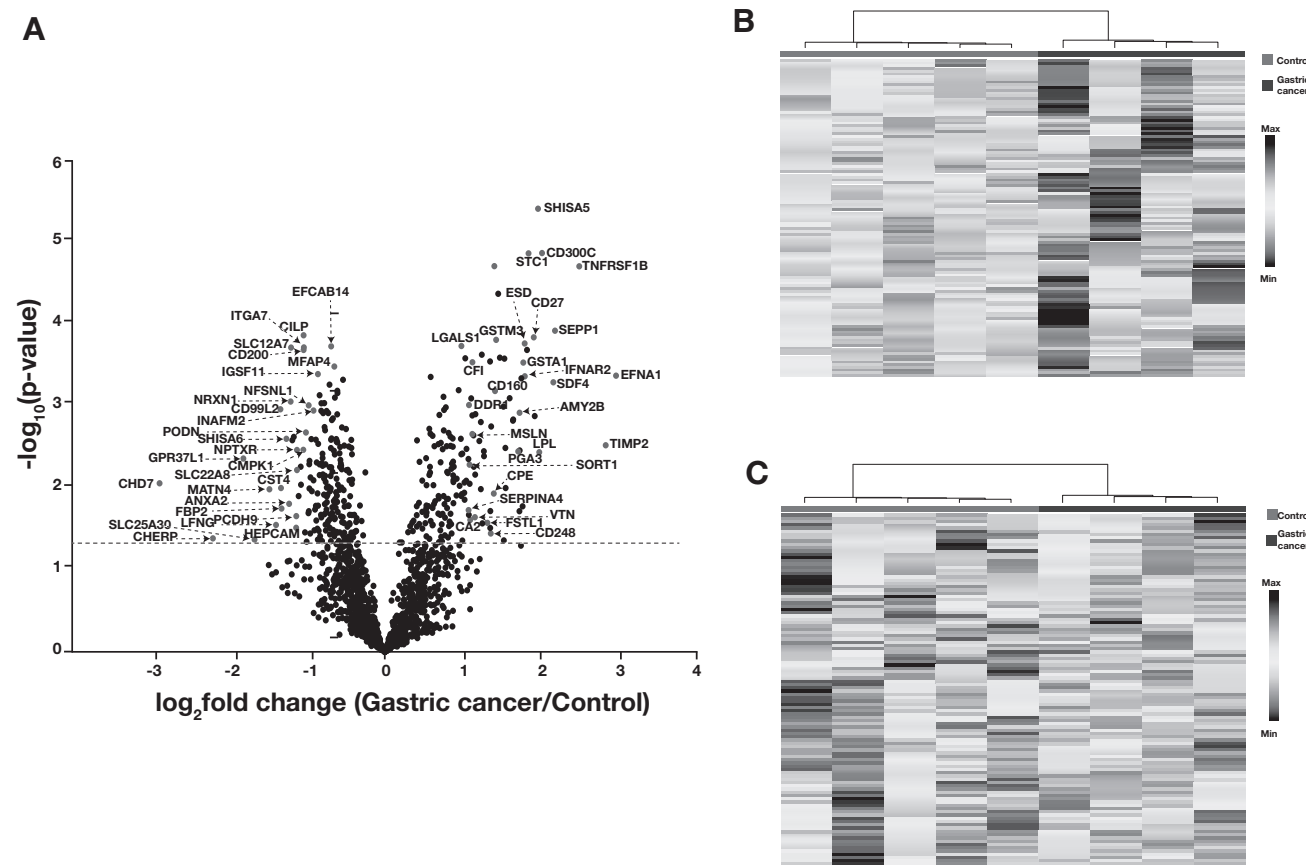 A
6
5
4
3
2
1
0
-log10(p-value)
SHISA5
CD300C
STC1
TNFRSF1B
EFCAB14
ESD
CD27
ITGA7
CILP
SEPP1
SLC12A7
LGALS1
GSTM3
CD200
MFAP4
GSTA1
IGSF11
CFI
IFNAR2
EFNA1
NFSNL1
CD160
SDF4
NRXN1
CD99L2
DDR1
AMY2B
INAFM2
PODN
MSLN
SHISA6
LPL
TIMP2
NPTXR
GPR37L1
PGA3
SORT1
CMPK1
SLC22A8
CST4
CPE
CHD7
MATN4
ANXA2
SERPINA4
FBP2
LFNG
PCDH9
VTN
SLC25A39
CA2
FSTL1
CHERP
HEPCAM
CD248
-3
-2
-1
0
1
2
3
4
log2fold change (Gastric cancer/Control)
B
Contro
Gastric
cancer
Max
Min
C
Contro
Gastric
cancer
Max
Min